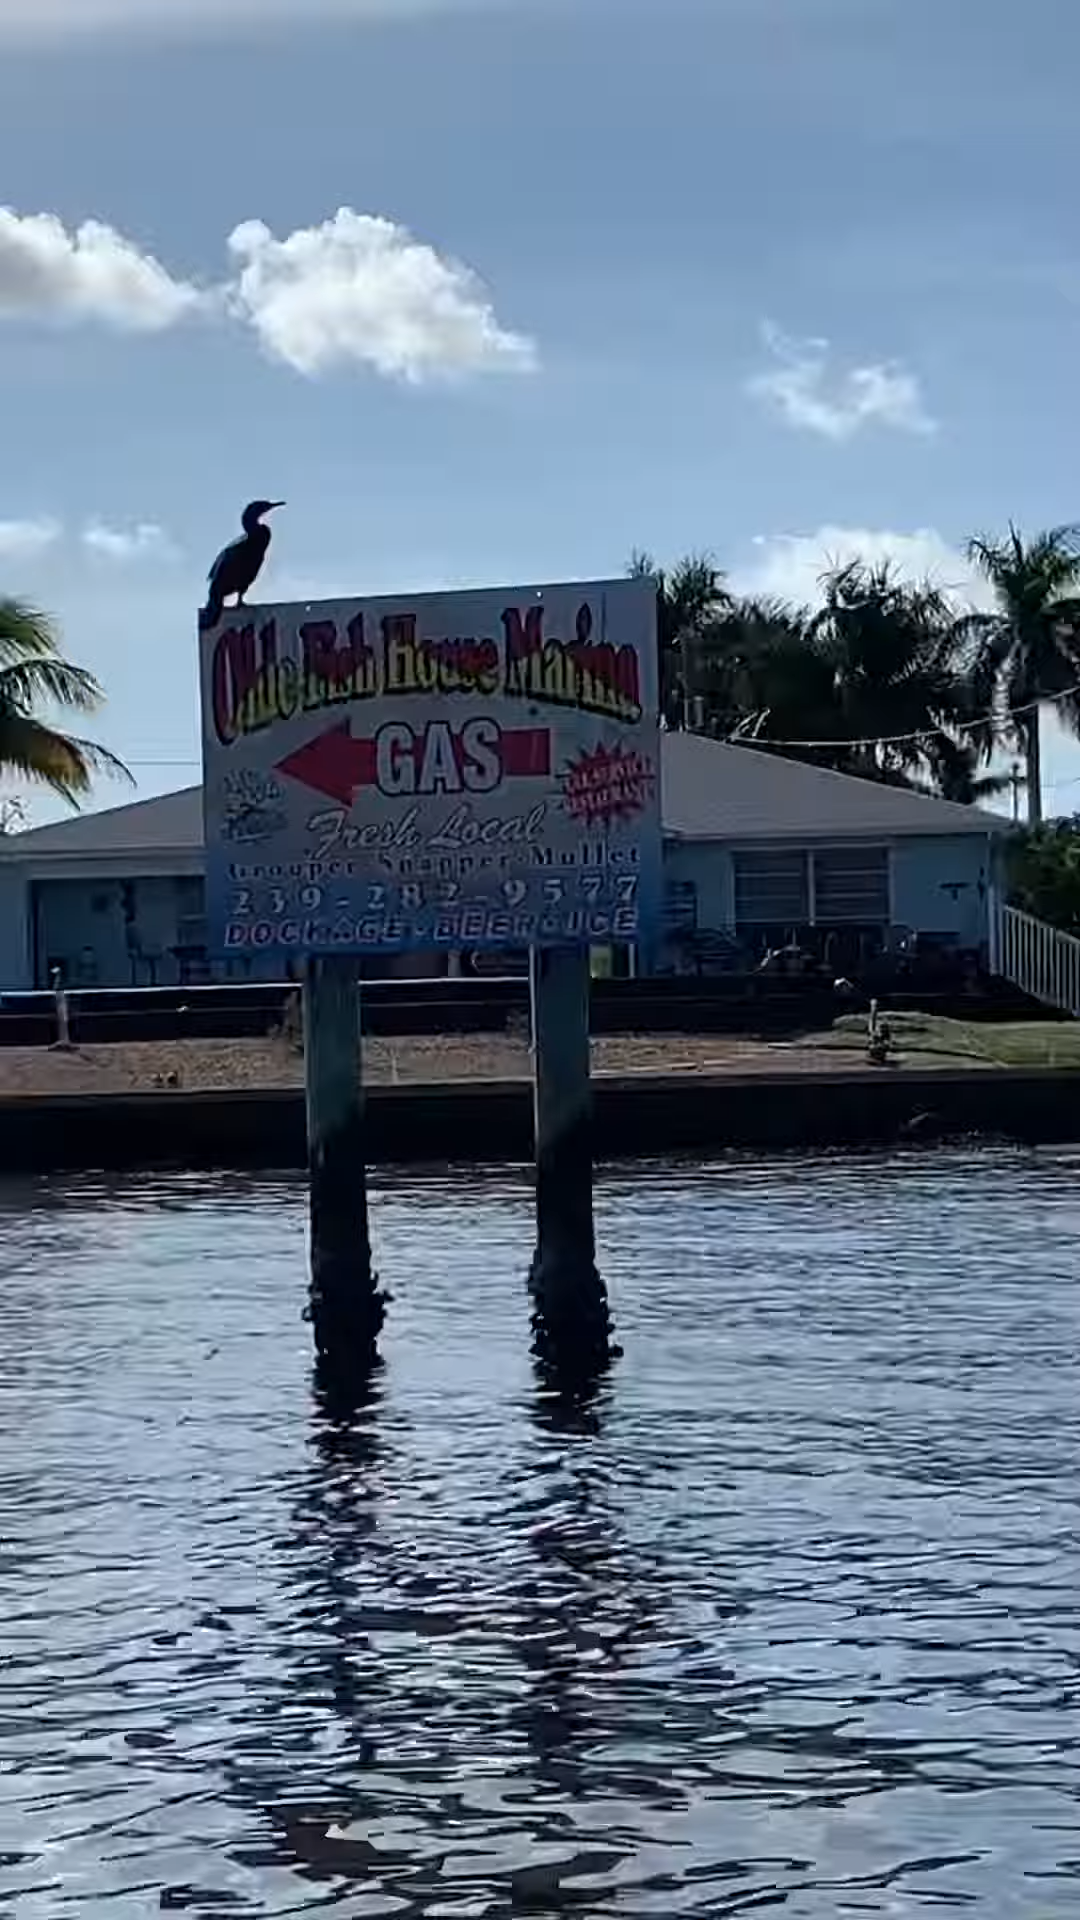 Olde Fish House Marina
GAS
Fresh Local
Grouper Snapper Mullet
239-282-9577
DOCKAGE • BEER • ICE